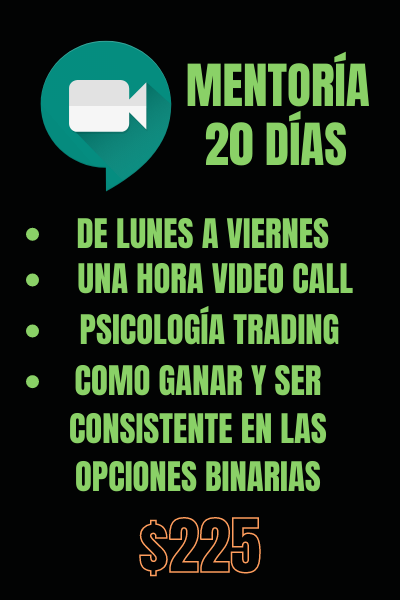 MENTORÍA
20 DÍAS
DE LUNES A VIERNES
UNA HORA VIDEO CALL
PSICOLOGÍA TRADING
COMO GANAR Y SER
CONSISTENTE EN LAS
OPCIONES BINARIAS
$225